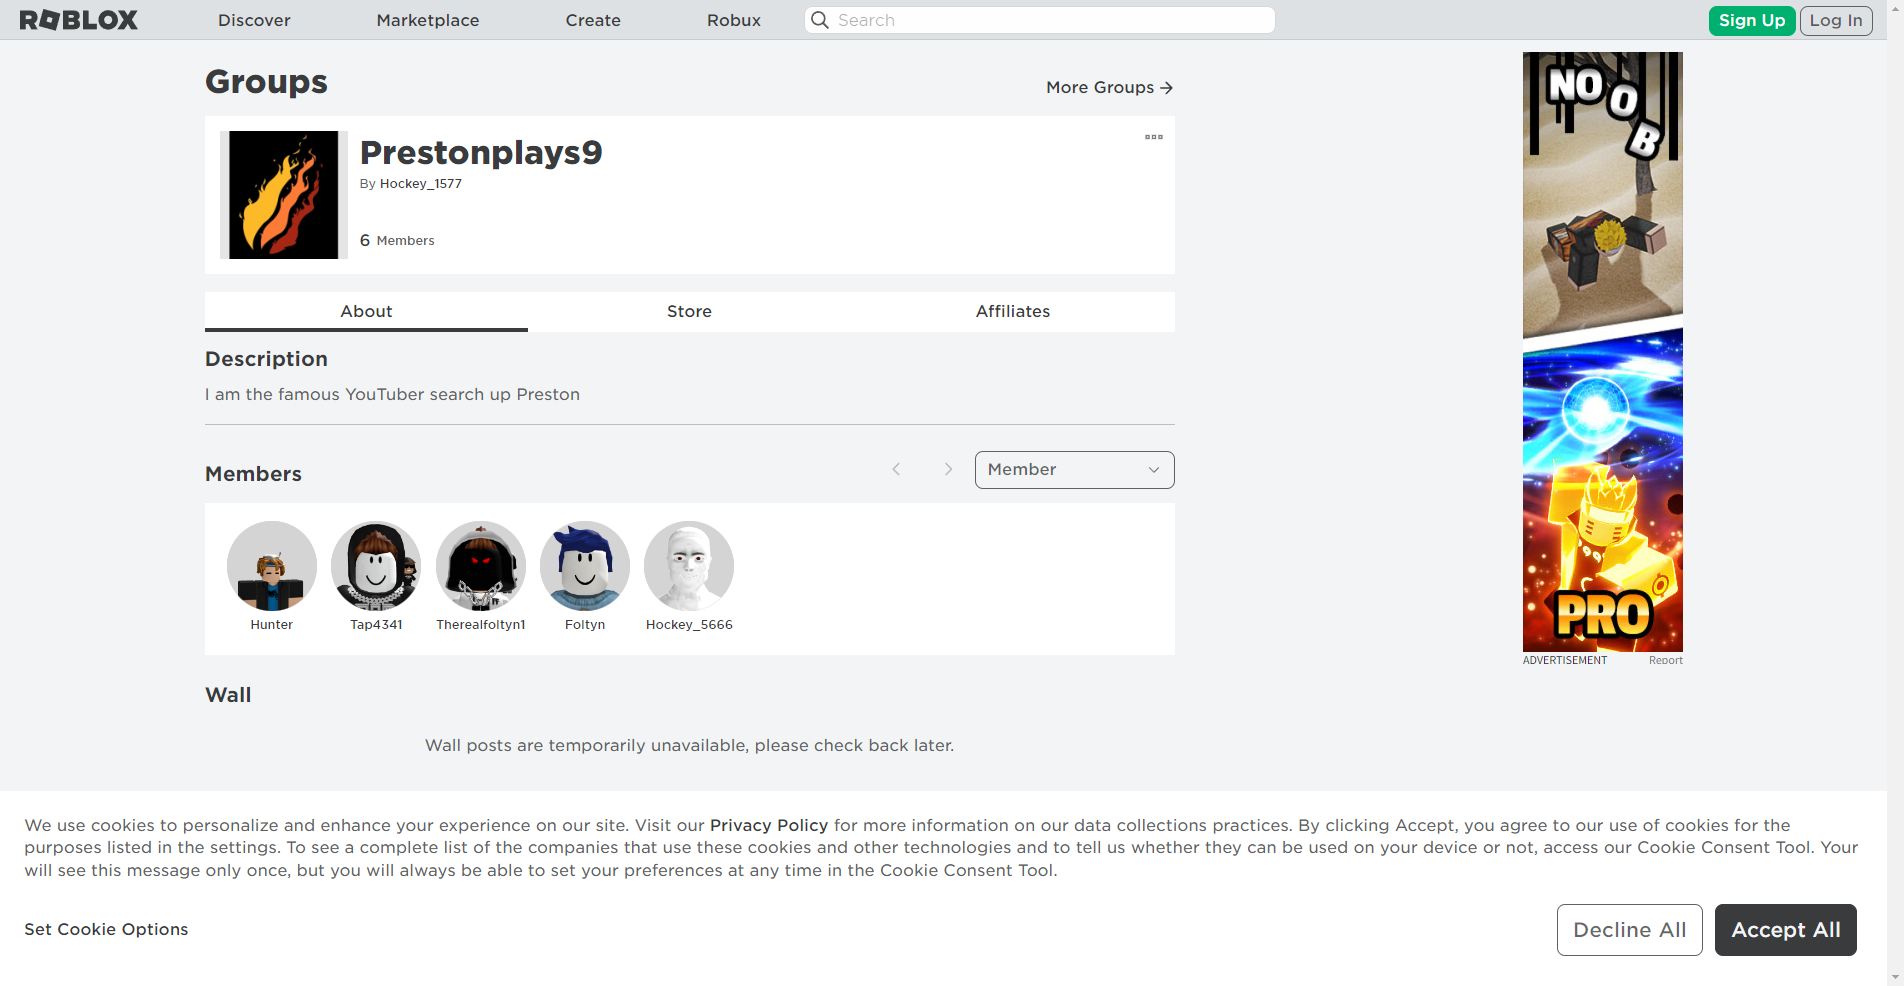 ROBLOX
Discover
Marketplace
Create
Robux
Search
Sign Up
Log In
Groups
More Groups
Prestonplays9
By Hockey_1577
6 Members
About
Store
Affiliates
Description
I am the famous YouTuber search up Preston
Members
Member
Hunter
Tap4341
Therealfoltyn1
Foltyn
Hockey_5666
Wall
Wall posts are temporarily unavailable, please check back later.
NOOB
PRO
ADVERTISEMENT
Report
We use cookies to personalize and enhance your experience on our site. Visit our Privacy Policy for more information on our data collections practices. By clicking Accept, you agree to our use of cookies for the
purposes listed in the settings. To see a complete list of the companies that use these cookies and other technologies and to tell us whether they can be used on your device or not, access our Cookie Consent Tool. Your
will see this message only once, but you will always be able to set your preferences at any time in the Cookie Consent Tool.
Set Cookie Options
Decline All
Accept All